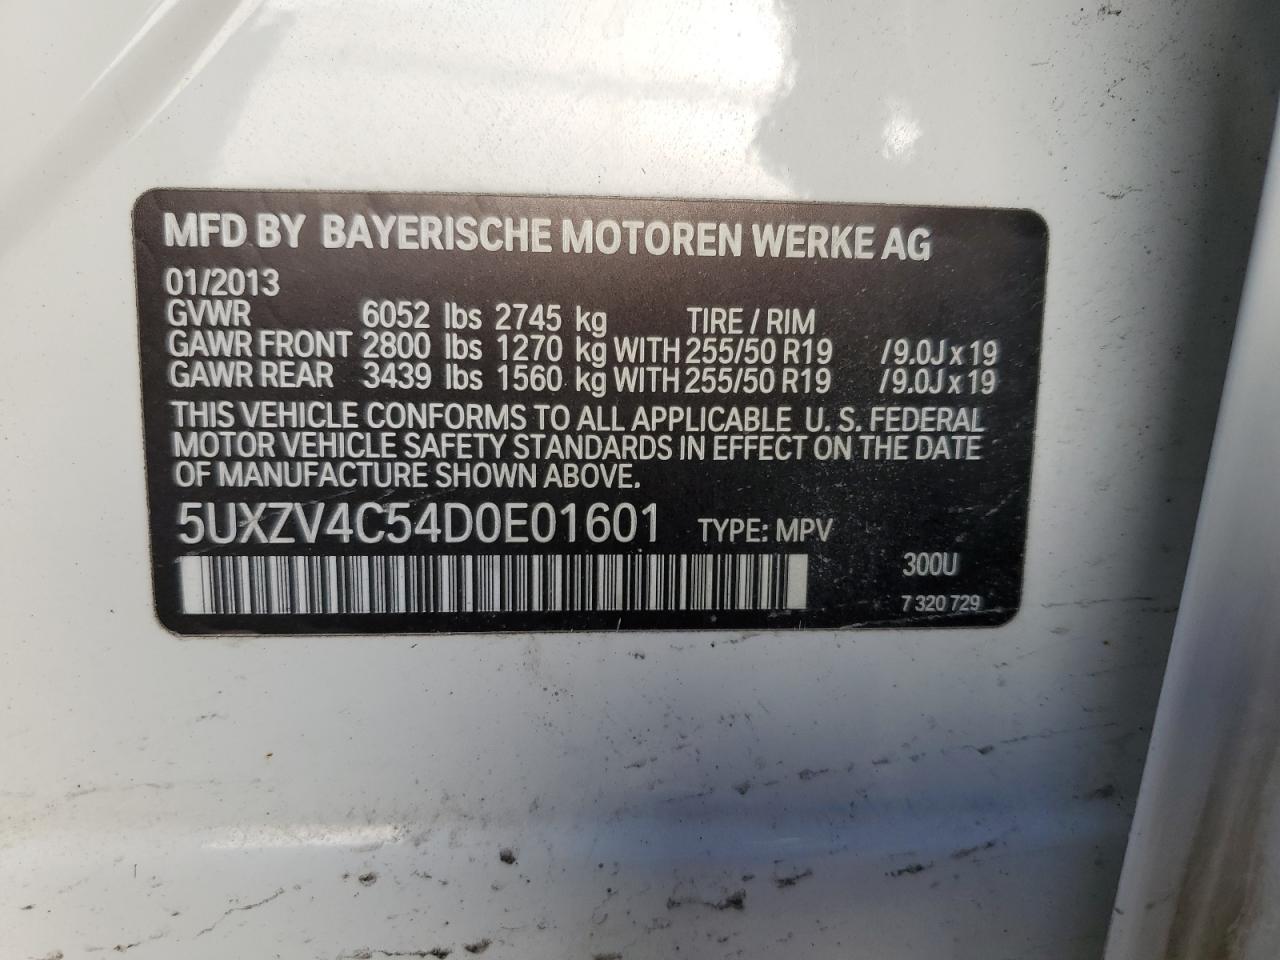 MFD BY BAYERISCHE MOTOREN WERKE AG
01/2013
GVWR 6052 lbs 2745 kg TIRE / RIM
GAWR FRONT 2800 lbs 1270 kg WITH 255/50 R19 /9.0J x 19
GAWR REAR 3439 lbs 1560 kg WITH 255/50 R19 /9.0J x 19
THIS VEHICLE CONFORMS TO ALL APPLICABLE U. S. FEDERAL
MOTOR VEHICLE SAFETY STANDARDS IN EFFECT ON THE DATE
OF MANUFACTURE SHOWN ABOVE.
5UXZV4C54D0E01601 TYPE: MPV
300U
7 320 729